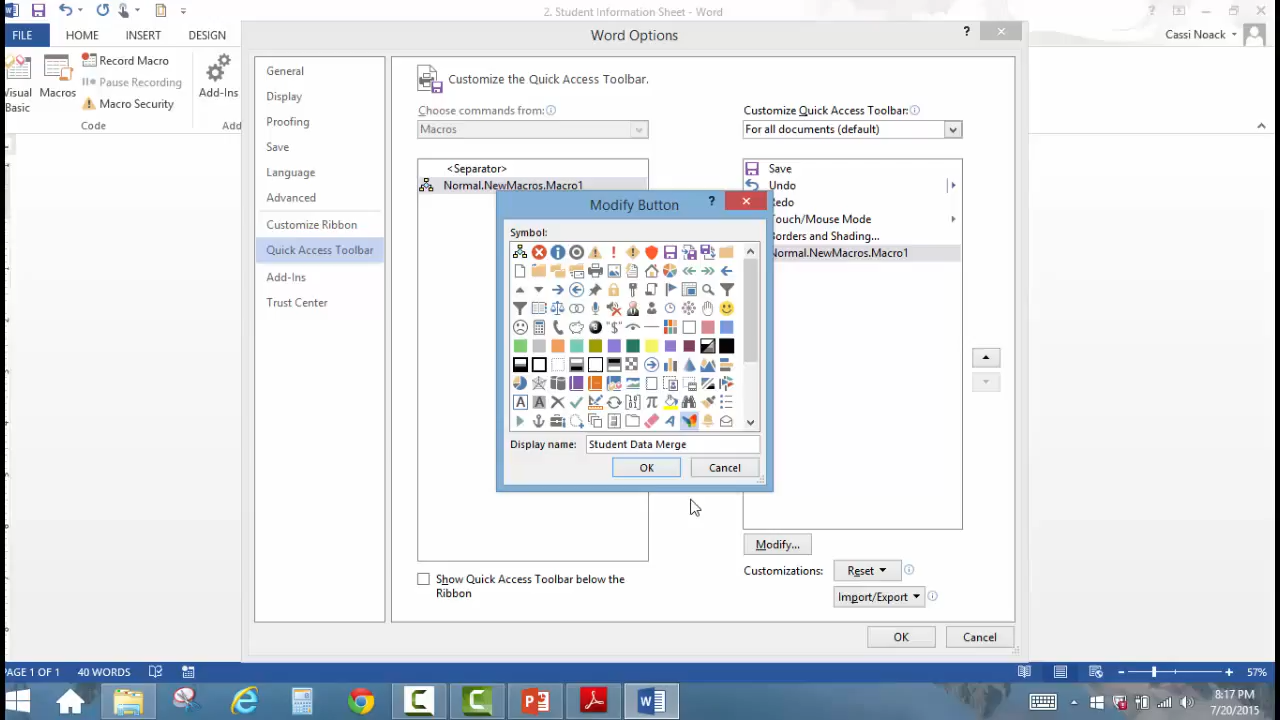 2. Student Information Sheet - Word
FILE HOME INSERT DESIGN
Word Options
Cassi Noack
Record Macro
Pause Recording
Macro Security
Visual Basic
Macros
Add-Ins
Code
General
Display
Proofing
Save
Language
Advanced
Customize Ribbon
Quick Access Toolbar
Add-Ins
Trust Center
Customize the Quick Access Toolbar.
Choose commands from:
Macros
<Separator>
Normal.NewMacros.Macro1
Customize Quick Access Toolbar:
For all documents (default)
Save
Undo
Redo
Touch/Mouse Mode
Borders and Shading...
Normal.NewMacros.Macro1
Modify Button
Symbol:
Display name: Student Data Merge
OK Cancel
Modify...
Customizations: Reset
Import/Export
Show Quick Access Toolbar below the
Ribbon
OK Cancel
PAGE 1 OF 1 40 WORDS
57%
8:17 PM
7/20/2015